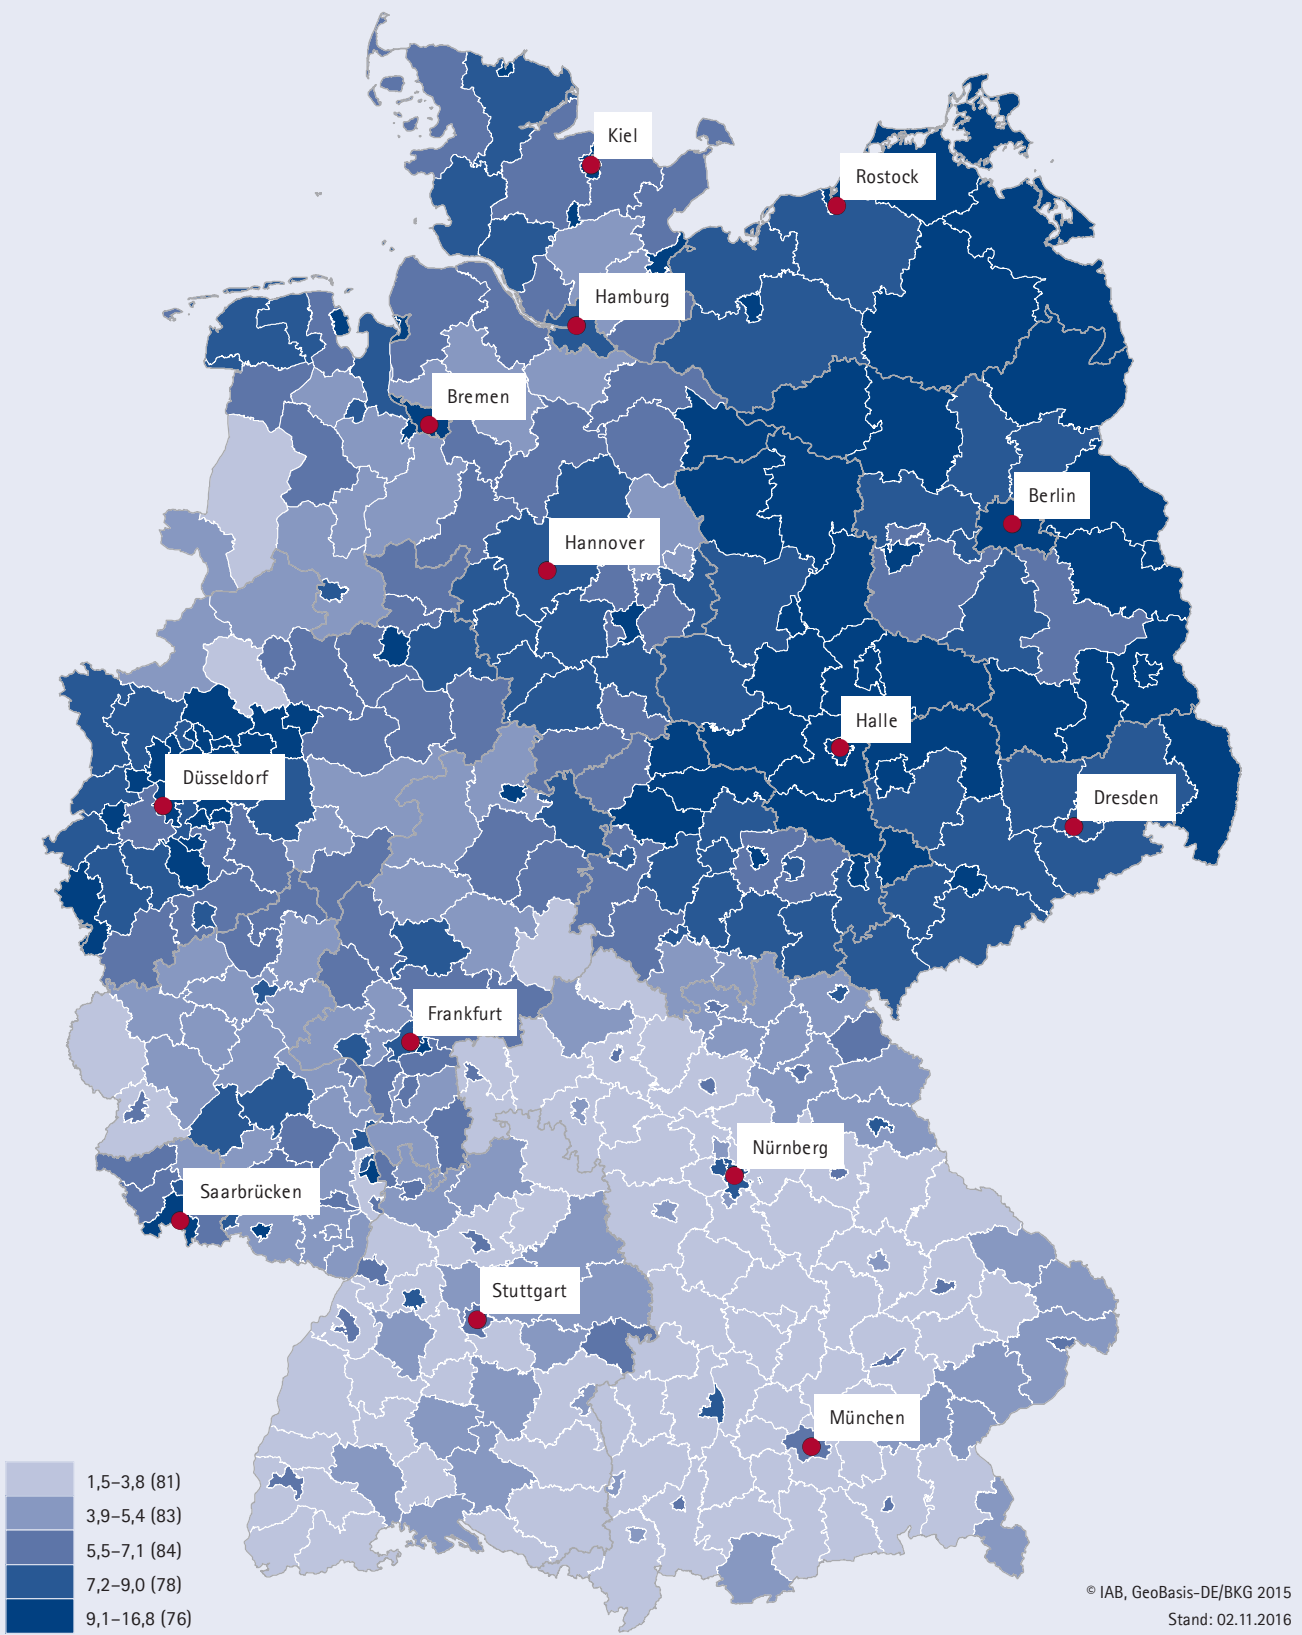 Kiel
Rostock
Hamburg
Bremen
Berlin
Hannover
Halle
Düsseldorf
Dresden
Frankfurt
Nürnberg
Saarbrücken
Stuttgart
München
1,5–3,8 (81)
3,9–5,4 (83)
5,5–7,1 (84)
7,2–9,0 (78)
9,1–16,8 (76)
© IAB, GeoBasis-DE/BKG 2015
Stand: 02.11.2016